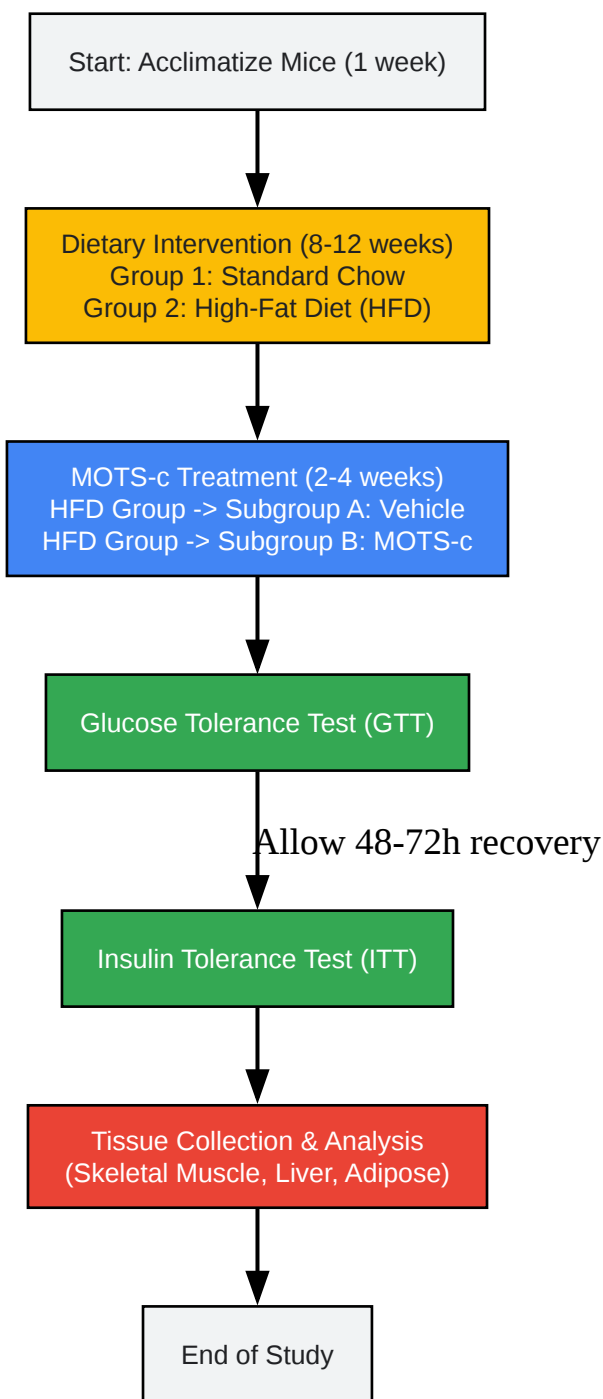 Start: Acclimatize Mice (1 week)
Dietary Intervention (8-12 weeks)
Group 1: Standard Chow
Group 2: High-Fat Diet (HFD)
MOTS-c Treatment (2-4 weeks)
HFD Group -> Subgroup A: Vehicle
HFD Group -> Subgroup B: MOTS-c
Glucose Tolerance Test (GTT)
Allow 48-72h recovery
Insulin Tolerance Test (ITT)
Tissue Collection & Analysis
(Skeletal Muscle, Liver, Adipose)
End of Study